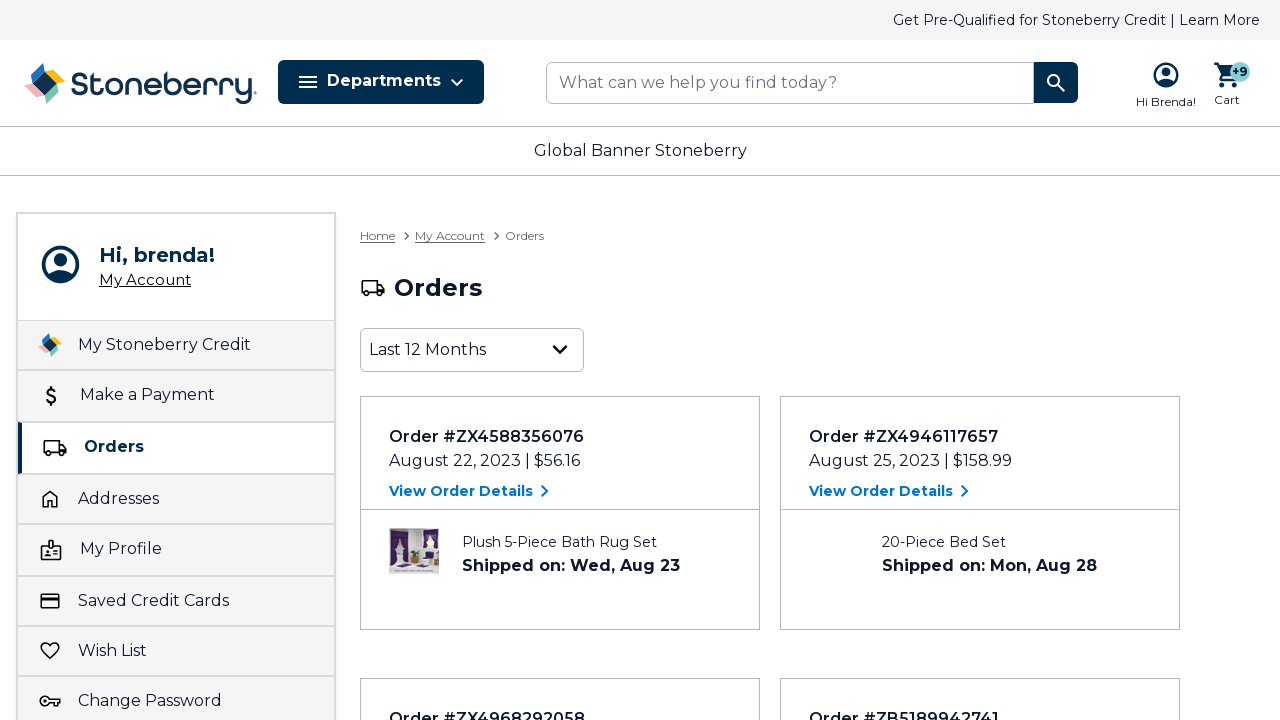 Get Pre-Qualified for Stoneberry Credit | Learn More
Stoneberry.
Departments
What can we help you find today?
Hi Brenda!
+9
Cart
Global Banner Stoneberry
Hi, brenda!
My Account
My Stoneberry Credit
Make a Payment
Orders
Addresses
My Profile
Saved Credit Cards
Wish List
Change Password
Home > My Account > Orders
Orders
Last 12 Months
Order #ZX4588356076
August 22, 2023 | $56.16
View Order Details
Plush 5-Piece Bath Rug Set
Shipped on: Wed, Aug 23
Order #ZX4946117657
August 25, 2023 | $158.99
View Order Details
20-Piece Bed Set
Shipped on: Mon, Aug 28
Order #ZX4968292058
Order #ZB5189942741